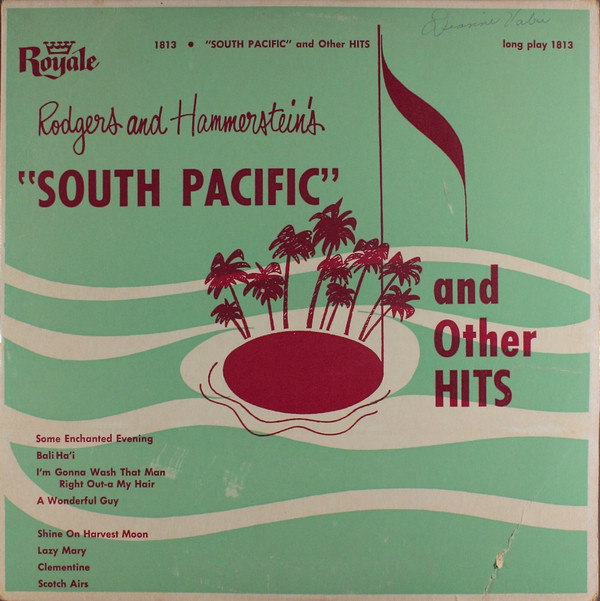 Royale
1813 • "SOUTH PACIFIC" and Other HITS
long play 1813
Rodgers and Hammerstein's
"SOUTH PACIFIC"
and
Other
HITS
Some Enchanted Evening
Bali Ha'i
I'm Gonna Wash That Man
Right Out-a My Hair
A Wonderful Guy
Shine On Harvest Moon
Lazy Mary
Clementine
Scotch Airs